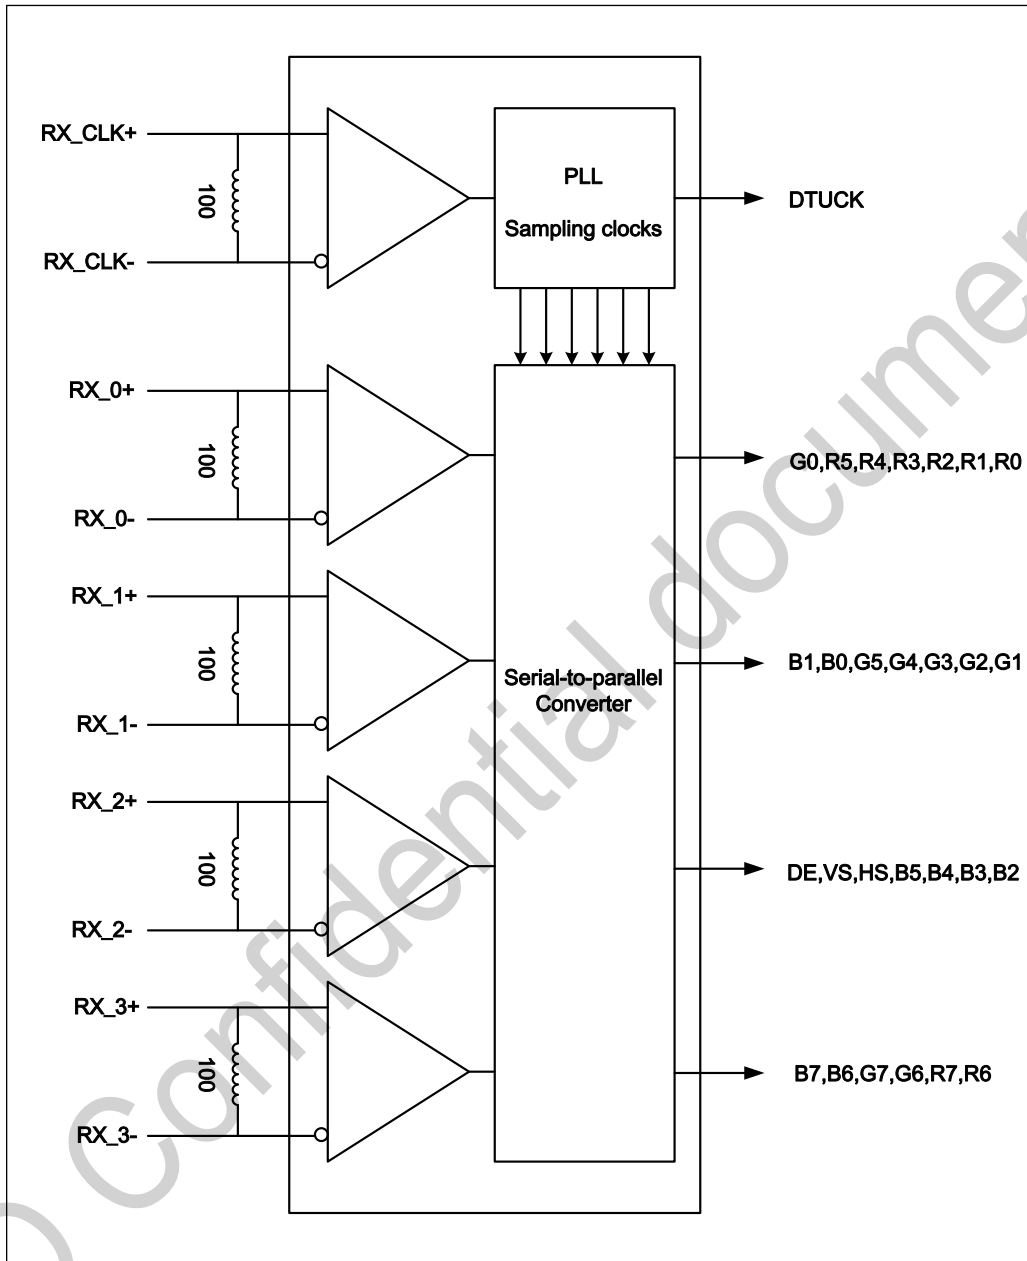 RX_CLK+
100
RX_CLK-
PLL
Sampling clocks
DTUCK
RX_0+
100
RX_0-
G0,R5,R4,R3,R2,R1,R0
RX_1+
100
RX_1-
Serial-to-parallel
Converter
B1,B0,G5,G4,G3,G2,G1
RX_2+
100
RX_2-
DE,VS,HS,B5,B4,B3,B2
RX_3+
100
RX_3-
B7,B6,G7,G6,R7,R6
Confidential